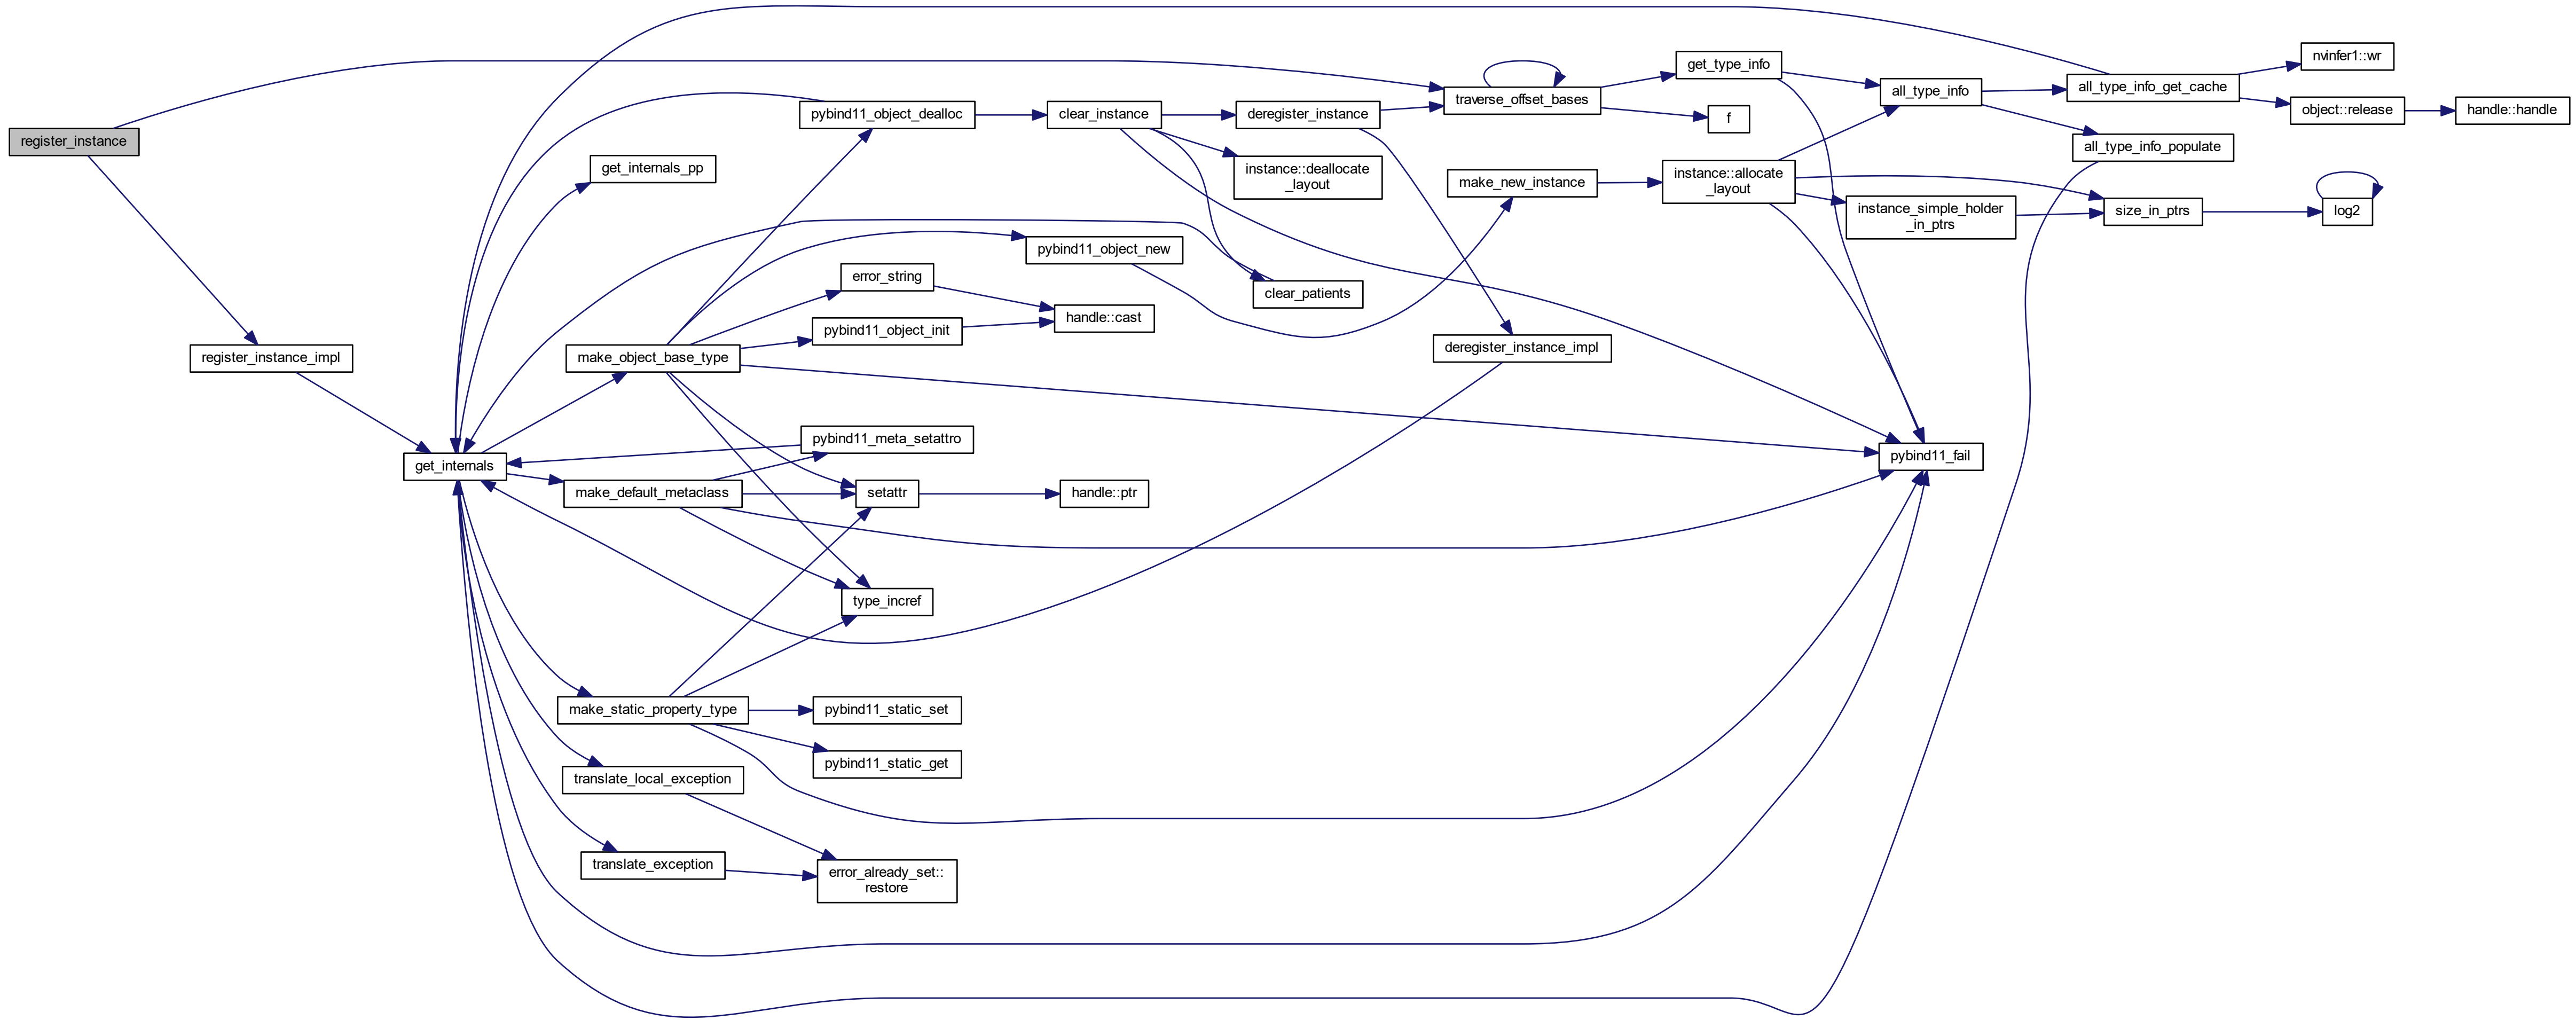 register_instance
register_instance_impl
get_internals
get_internals_pp
make_object_base_type
make_default_metaclass
make_static_property_type
translate_local_exception
translate_exception
pybind11_object_dealloc
error_string
pybind11_object_init
pybind11_meta_setattro
setattr
type_incref
pybind11_static_set
pybind11_static_get
error_already_set::
restore
clear_instance
pybind11_object_new
handle::cast
handle::ptr
deregister_instance
instance::deallocate
_layout
clear_patients
traverse_offset_bases
make_new_instance
deregister_instance_impl
get_type_info
f
instance::allocate
_layout
all_type_info
instance_simple_holder
_in_ptrs
pybind11_fail
all_type_info_get_cache
all_type_info_populate
size_in_ptrs
nvinfer1::wr
object::release
log2
handle::handle